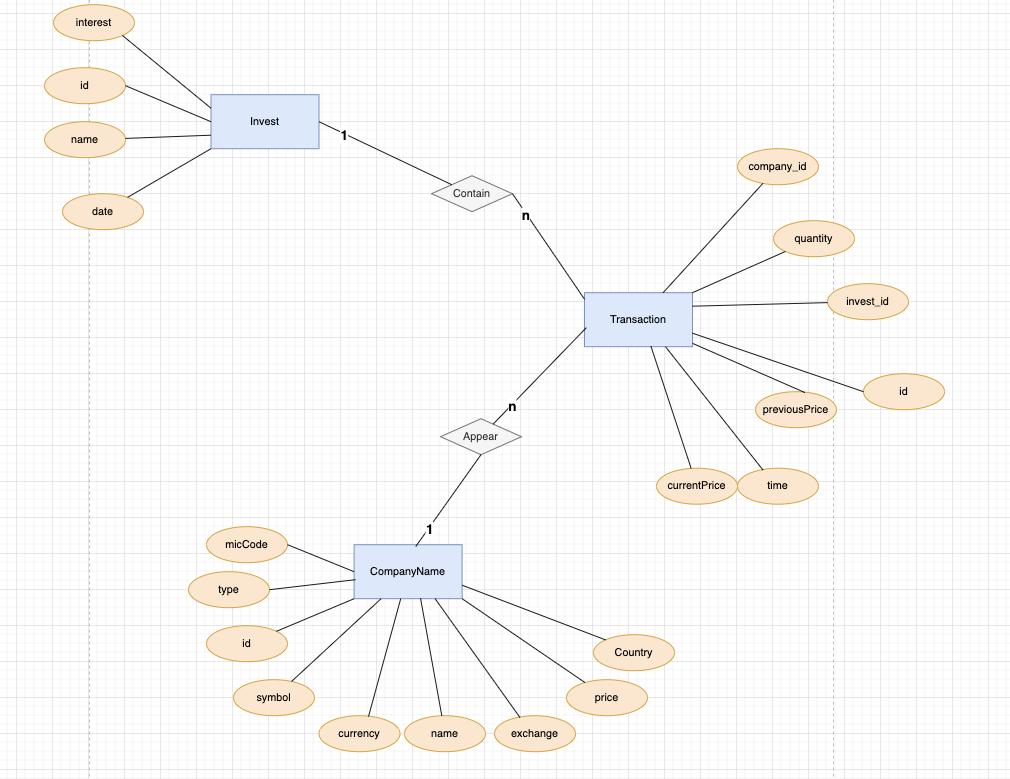 interest
id
name
date
Invest
1
Contain
n
company_id
quantity
invest_id
Transaction
id
previousPrice
currentPrice
time
n
Appear
1
CompanyName
micCode
type
id
symbol
currency
name
exchange
price
Country